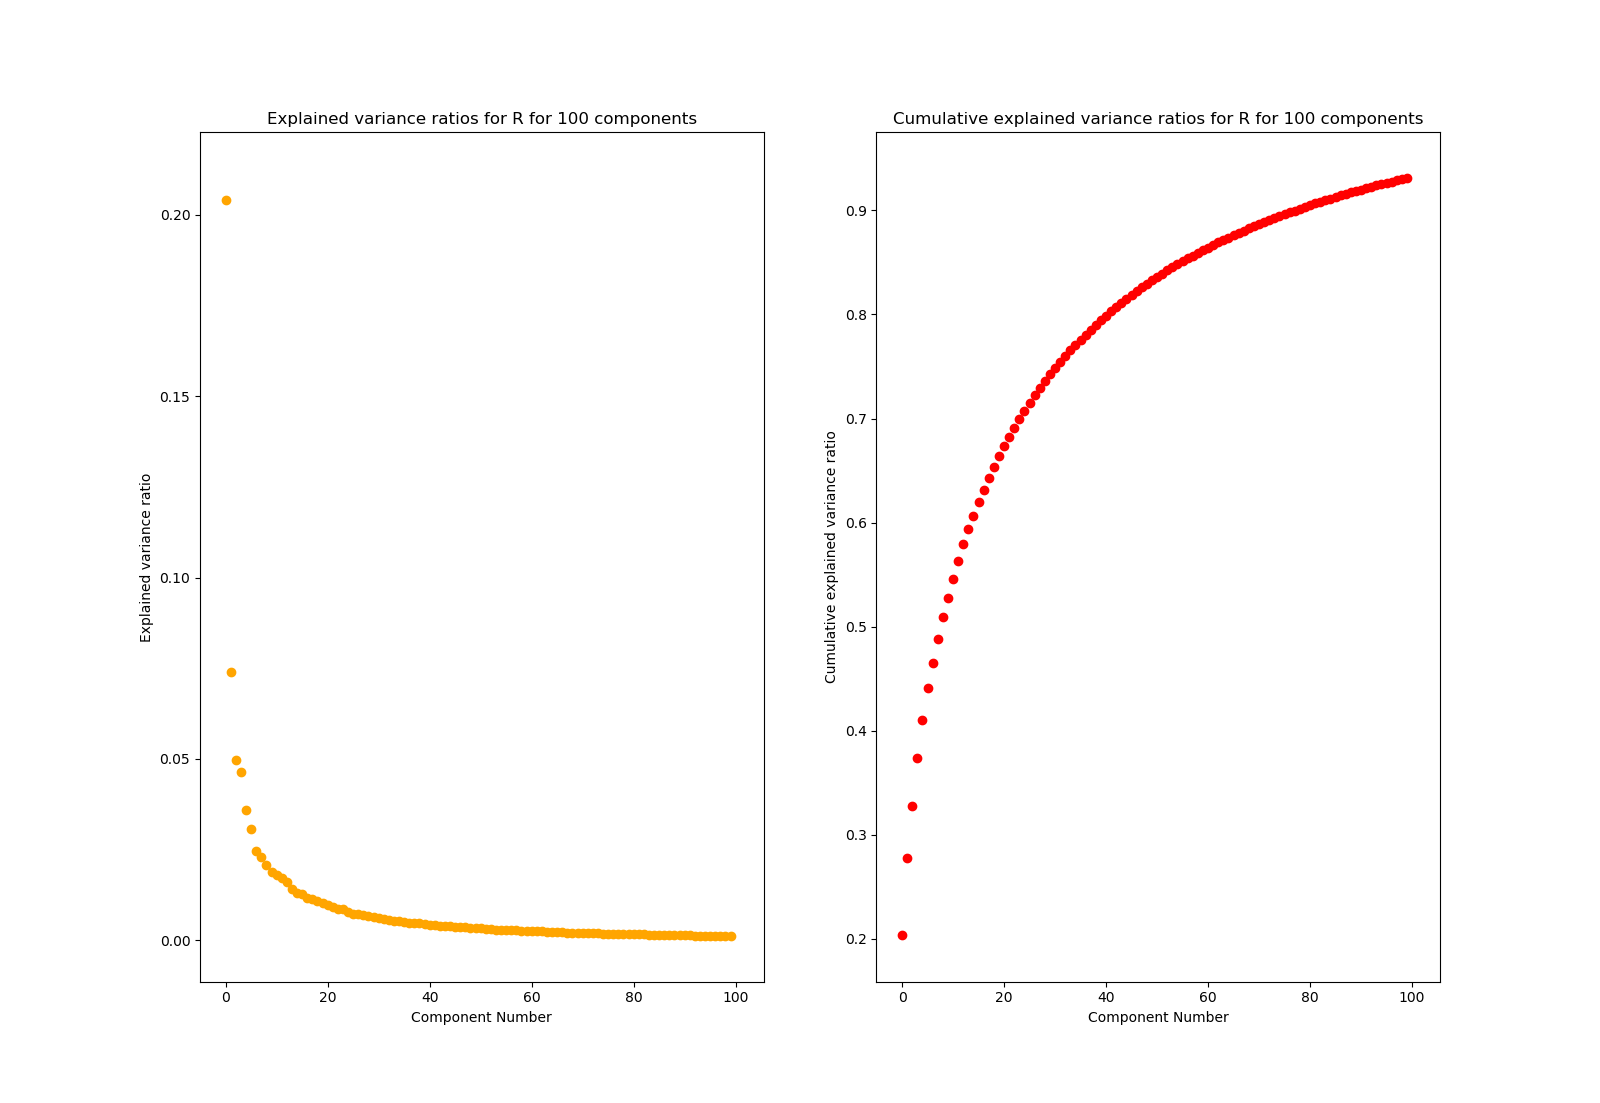 Explained variance ratios for R for 100 components
Explained variance ratio
0.20
0.15
0.10
0.05
0.00
0 20 40 60 80 100
Component Number
Cumulative explained variance ratios for R for 100 components
Cumulative explained variance ratio
0.9
0.8
0.7
0.6
0.5
0.4
0.3
0.2
0 20 40 60 80 100
Component Number